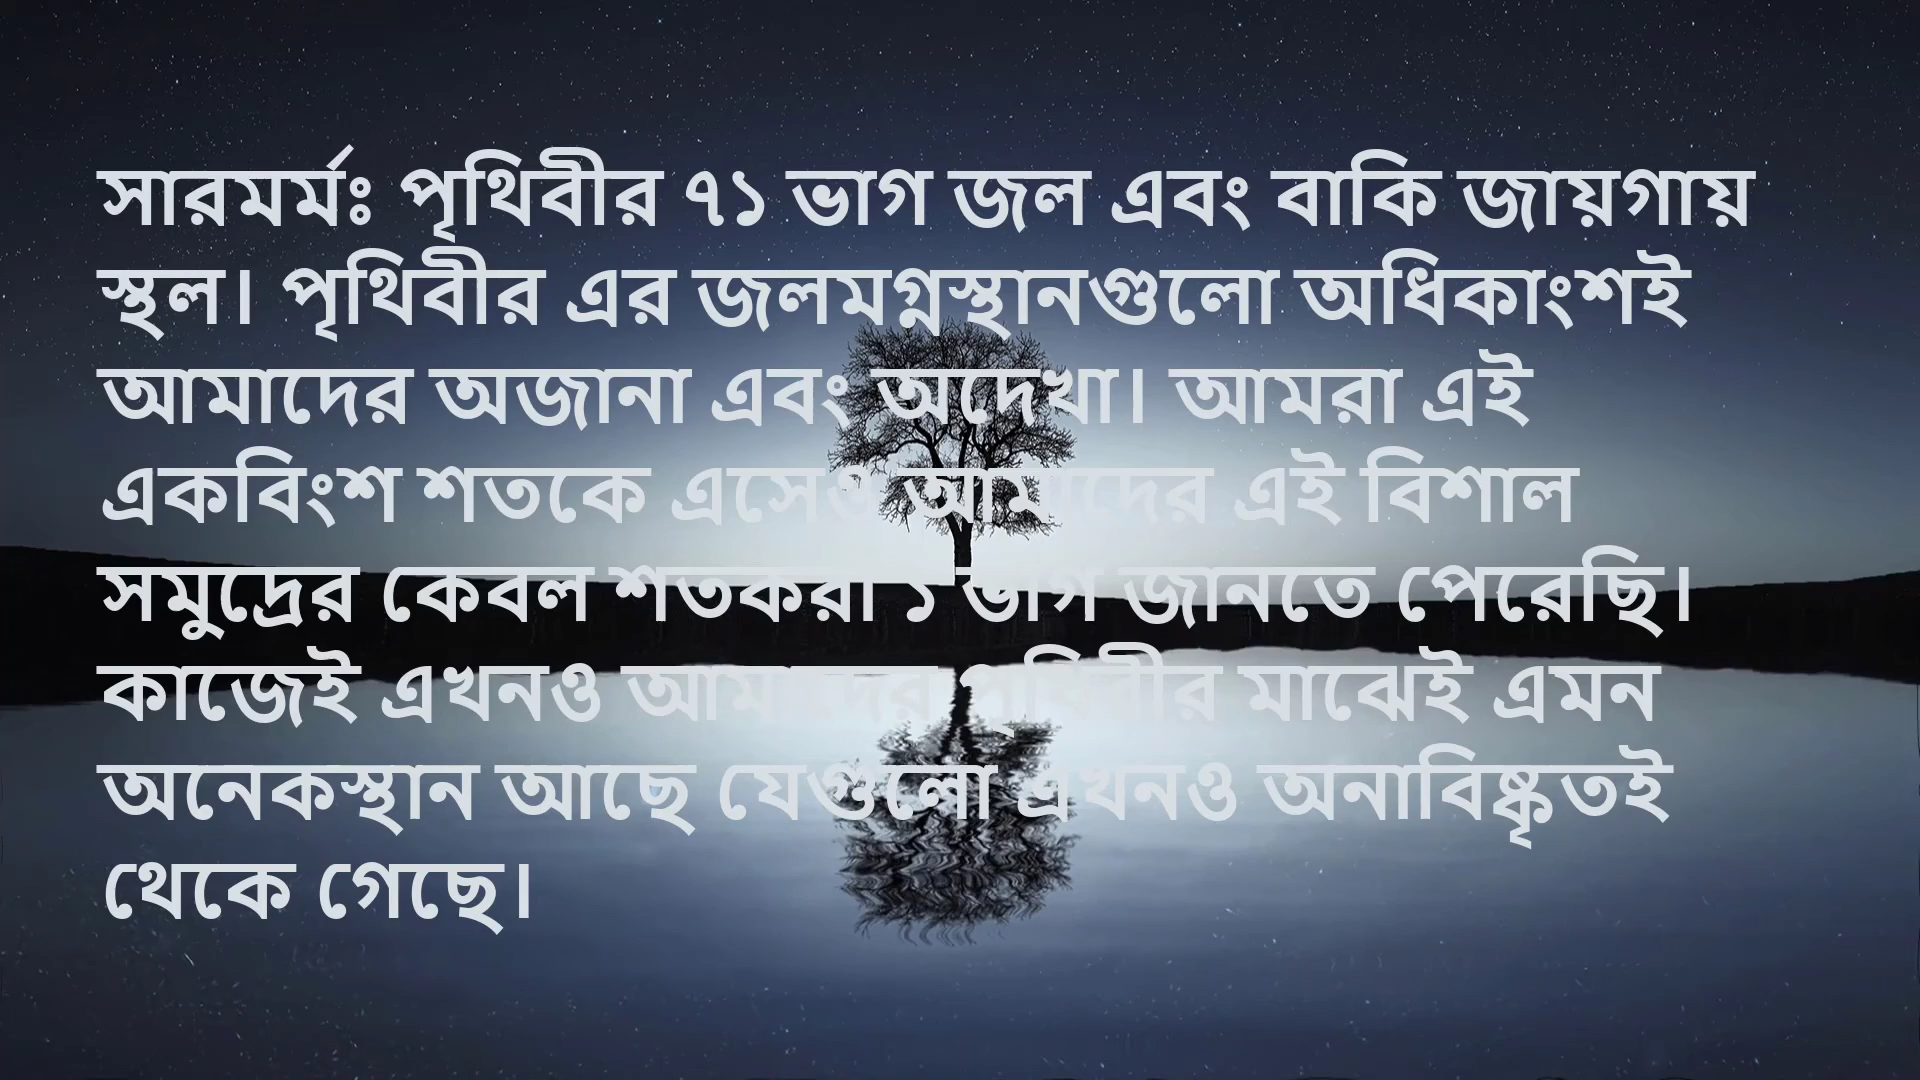 সারমর্মঃ পৃথিবীর ৭১ ভাগ জল এবং বাকি জায়গায়
স্থল। পৃথিবীর এর জলমগ্নস্থানগুলো অধিকাংশই
আমাদের অজানা এবং অদেখা। আমরা এই
একবিংশ শতকে এসেও আমাদের এই বিশাল
সমুদ্রের কেবল শতকরা ১ ভাগ জানতে পেরেছি।
কাজেই এখনও আমাদের পৃথিবীর মাঝেই এমন
অনেকস্থান আছে যেগুলো এখনও অনাবিষ্কৃতই
থেকে গেছে।